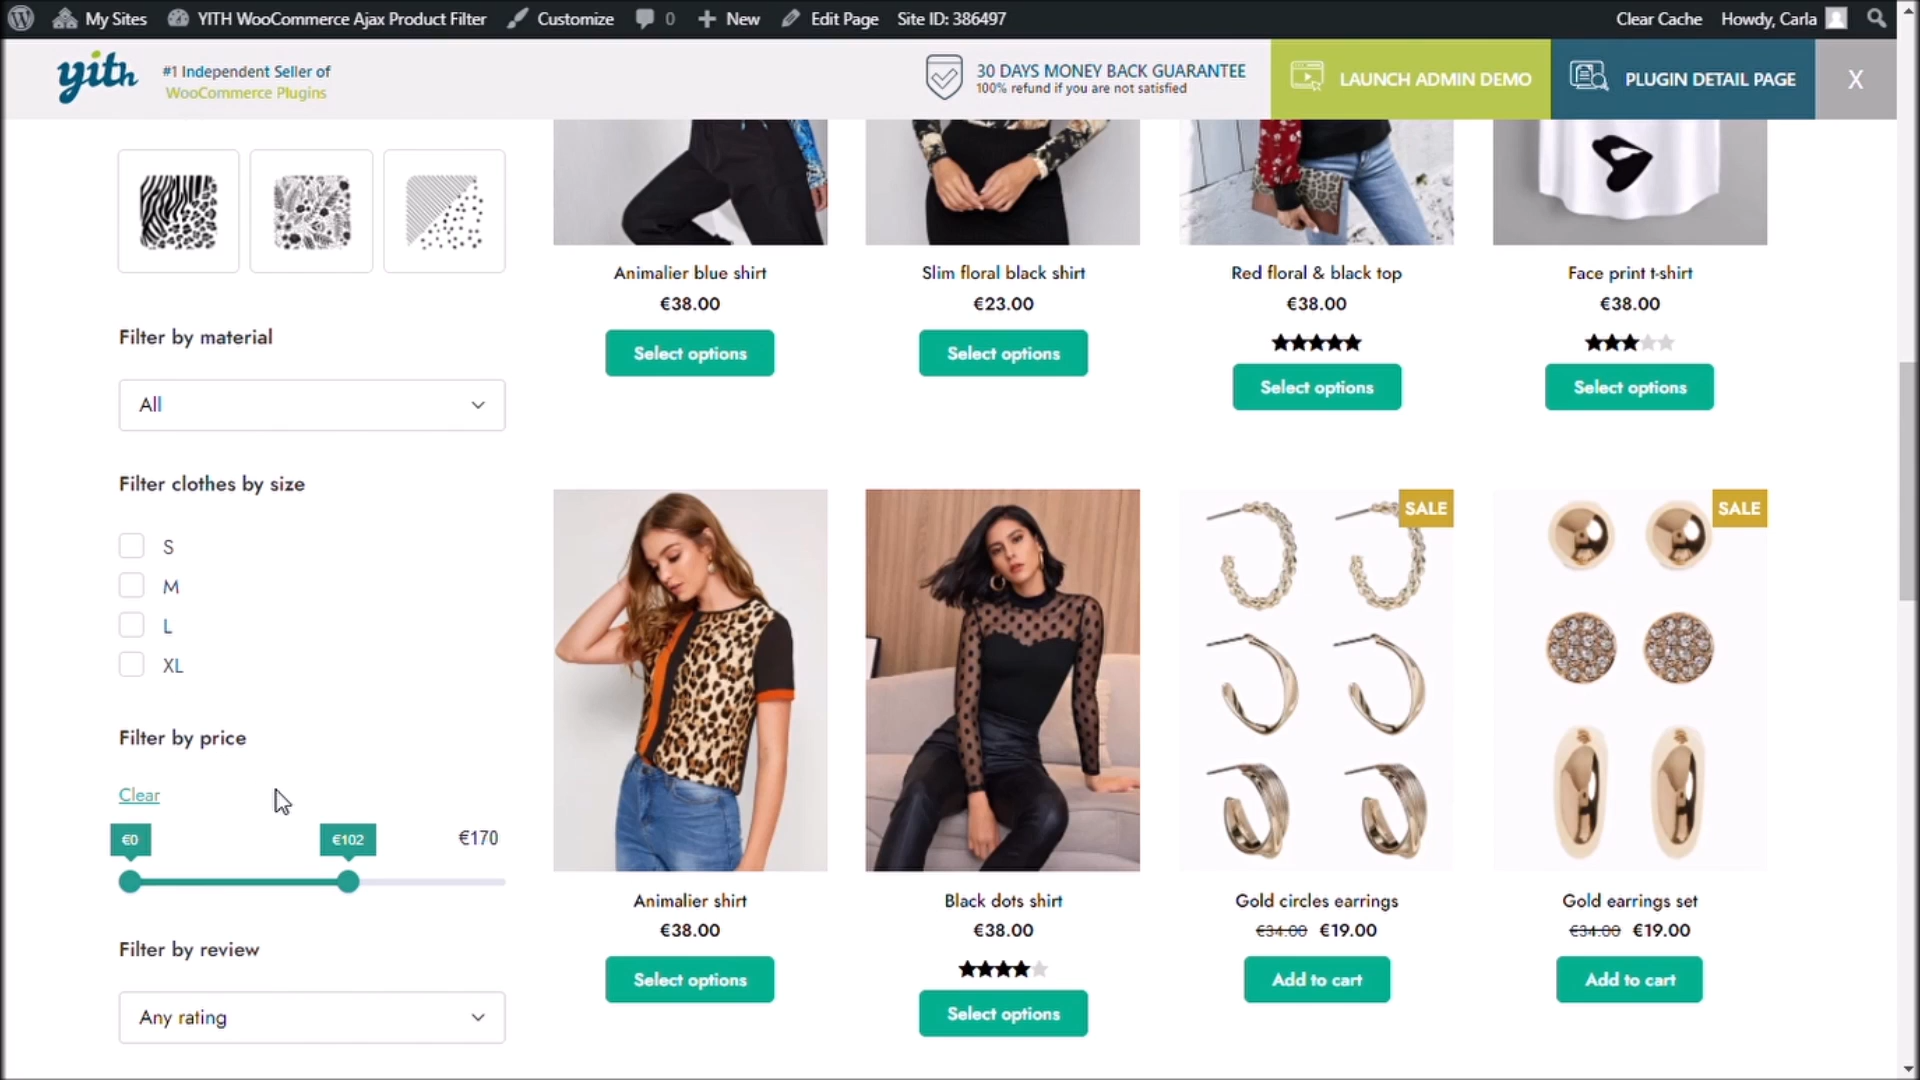 My Sites
YITH WooCommerce Ajax Product Filter
Customize
0
New
Edit Page
Site ID: 386497
Clear Cache
Howdy, Carla
yith
#1 Independent Seller of
WooCommerce Plugins
30 DAYS MONEY BACK GUARANTEE
100% refund if you are not satisfied
LAUNCH ADMIN DEMO
PLUGIN DETAIL PAGE
X
Filter by material
All
Filter clothes by size
S
M
L
XL
Filter by price
Clear
€0
€102
€170
Filter by review
Any rating
Animalier blue shirt
€38.00
Select options
Slim floral black shirt
€23.00
Select options
Red floral & black top
€38.00
Select options
Face print t-shirt
€38.00
Select options
Animalier shirt
€38.00
Select options
Black dots shirt
€38.00
Select options
SALE
Gold circles earrings
€34.00 €19.00
Add to cart
SALE
Gold earrings set
€34.00 €19.00
Add to cart